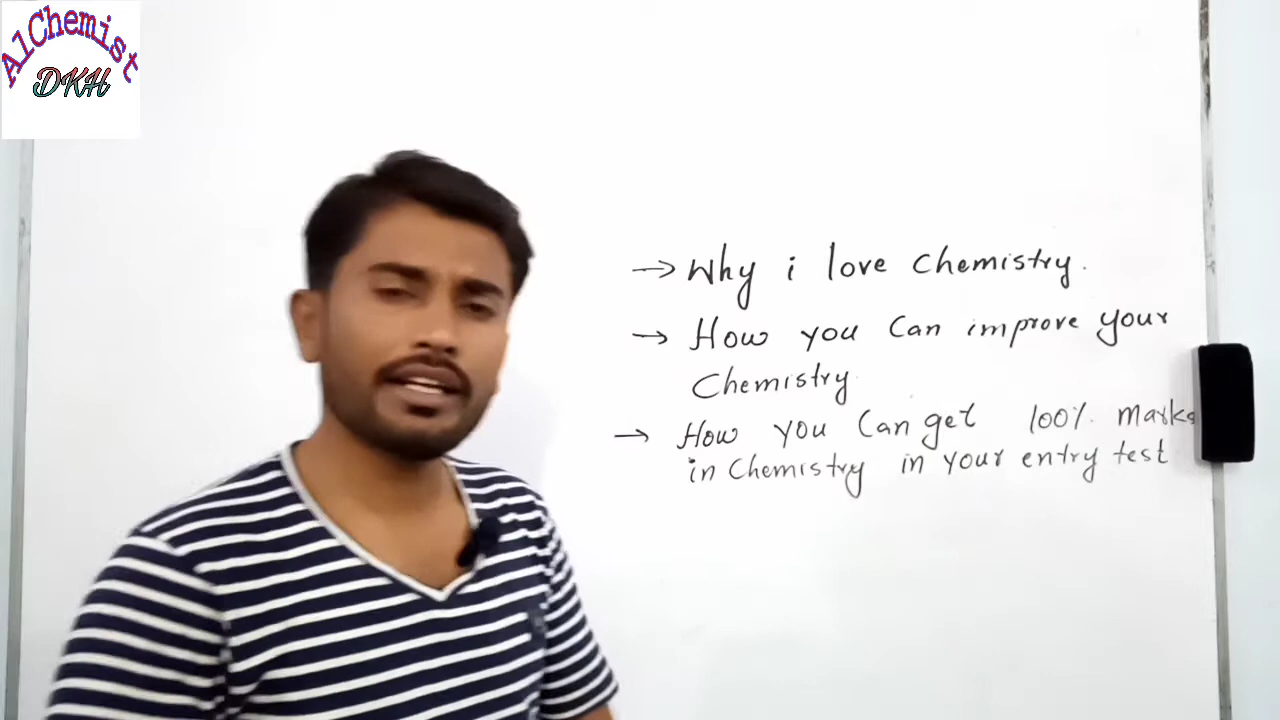 AlChemist
DKH
→ Why i love Chemistry.
→ How you Can improve your
Chemistry.
→ How you Can get 100% Marks
in Chemistry in your entry test